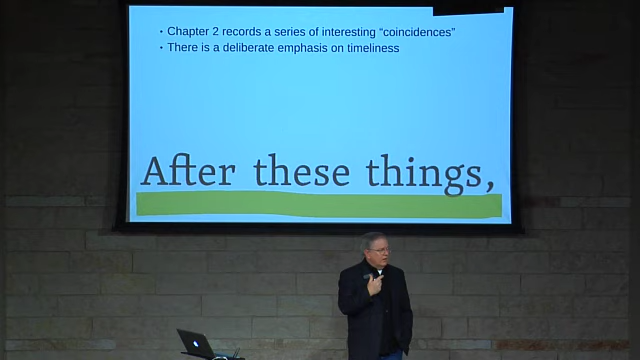 • Chapter 2 records a series of interesting “coincidences”
• There is a deliberate emphasis on timeliness
After these things,